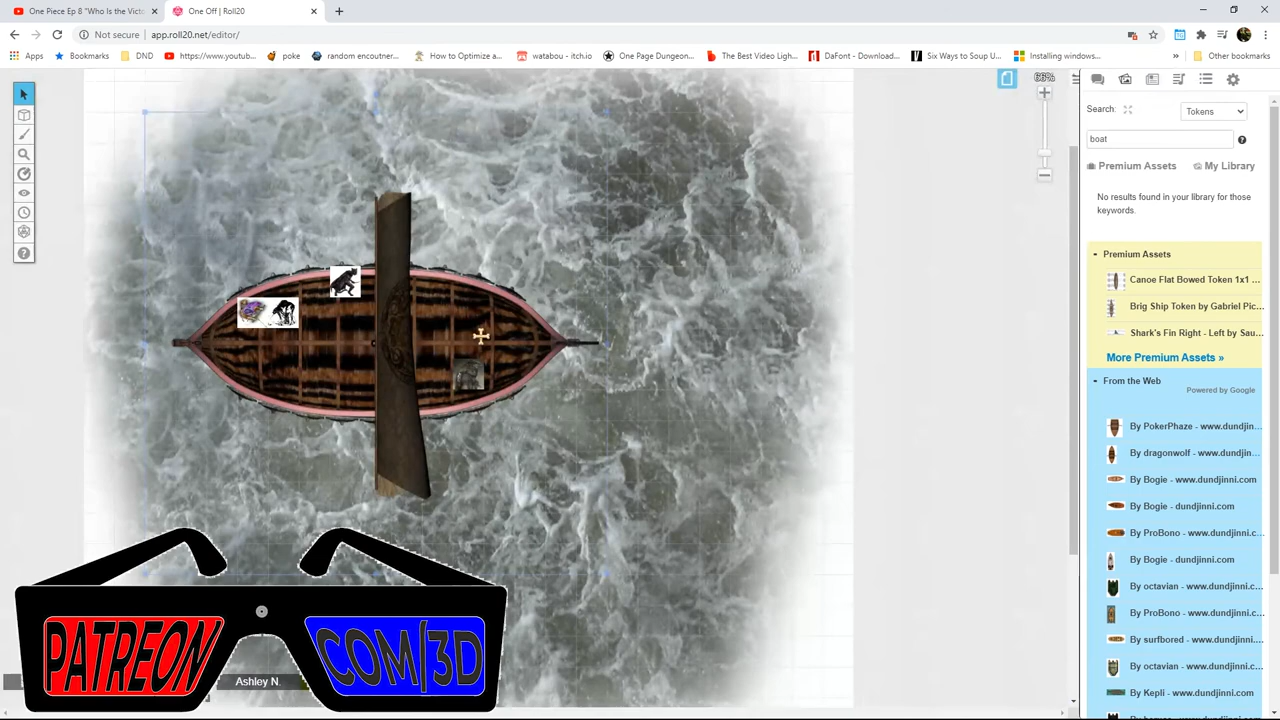 One Piece Ep 8 "Who Is the Victo
One Off | Roll20
Not secure
app.roll20.net/editor/
Apps
Bookmarks
DND
https://www.youtub...
poke
random encoutner...
How to Optimize a...
watabou - itch.io
One Page Dungeon...
The Best Video Ligh...
DaFont - Download...
Six Ways to Soup U...
Installing windows...
»
Other bookmarks
66%
Search:
Tokens
boat
Premium Assets
My Library
No results found in your library for those
keywords.
Premium Assets
Canoe Flat Bowed Token 1x1 ...
Brig Ship Token by Gabriel Pic...
Shark's Fin Right - Left by Sau...
More Premium Assets »
From the Web
Powered by Google
By PokerPhaze - www.dundjin...
By dragonwolf - www.dundjin...
By Bogie - www.dundjinni.com
By Bogie - dundjinni.com
By ProBono - www.dundjinni.c...
By Bogie - dundjinni.com
By octavian - www.dundjinni.c...
By ProBono - www.dundjinni.c...
By surfbored - www.dundjinni....
By octavian - www.dundjinni.c...
By Kepli - www.dundjinni.com
PATREON
COM/3D
Ashley N.